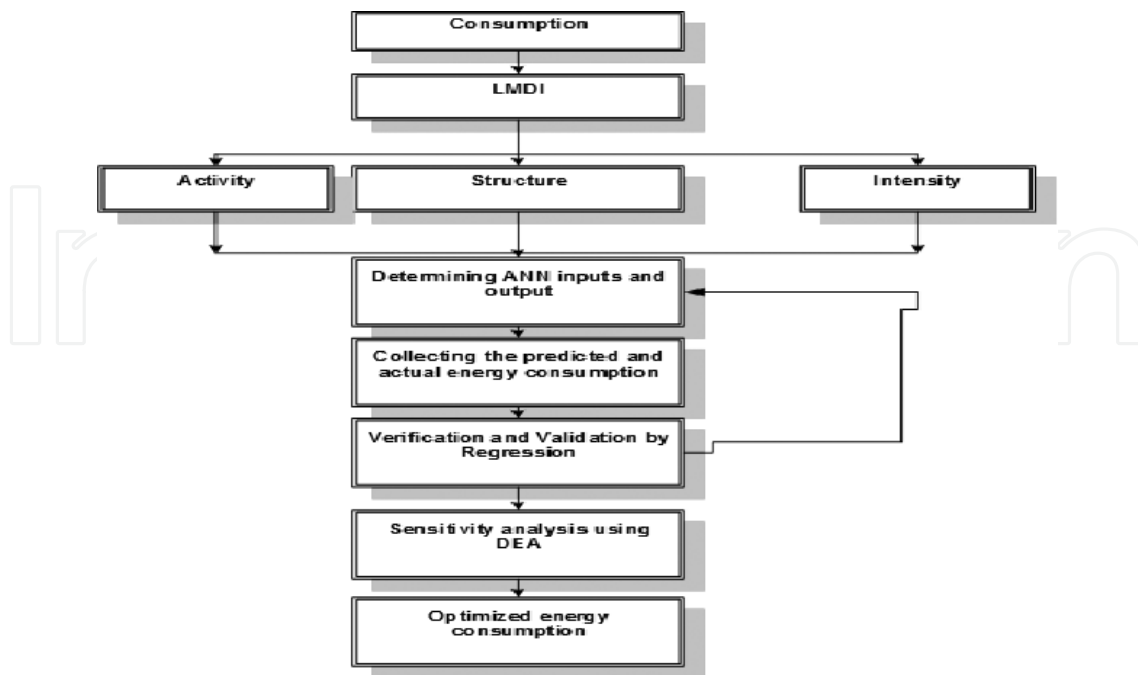 Consumption
LMDI
Activity
Structure
Intensity
Determining ANN inputs and
output
Collecting the predicted and
actual energy consumption
Verification and Validation by
Regression
Sensitivity analysis using
DEA
Optimized energy
consumption